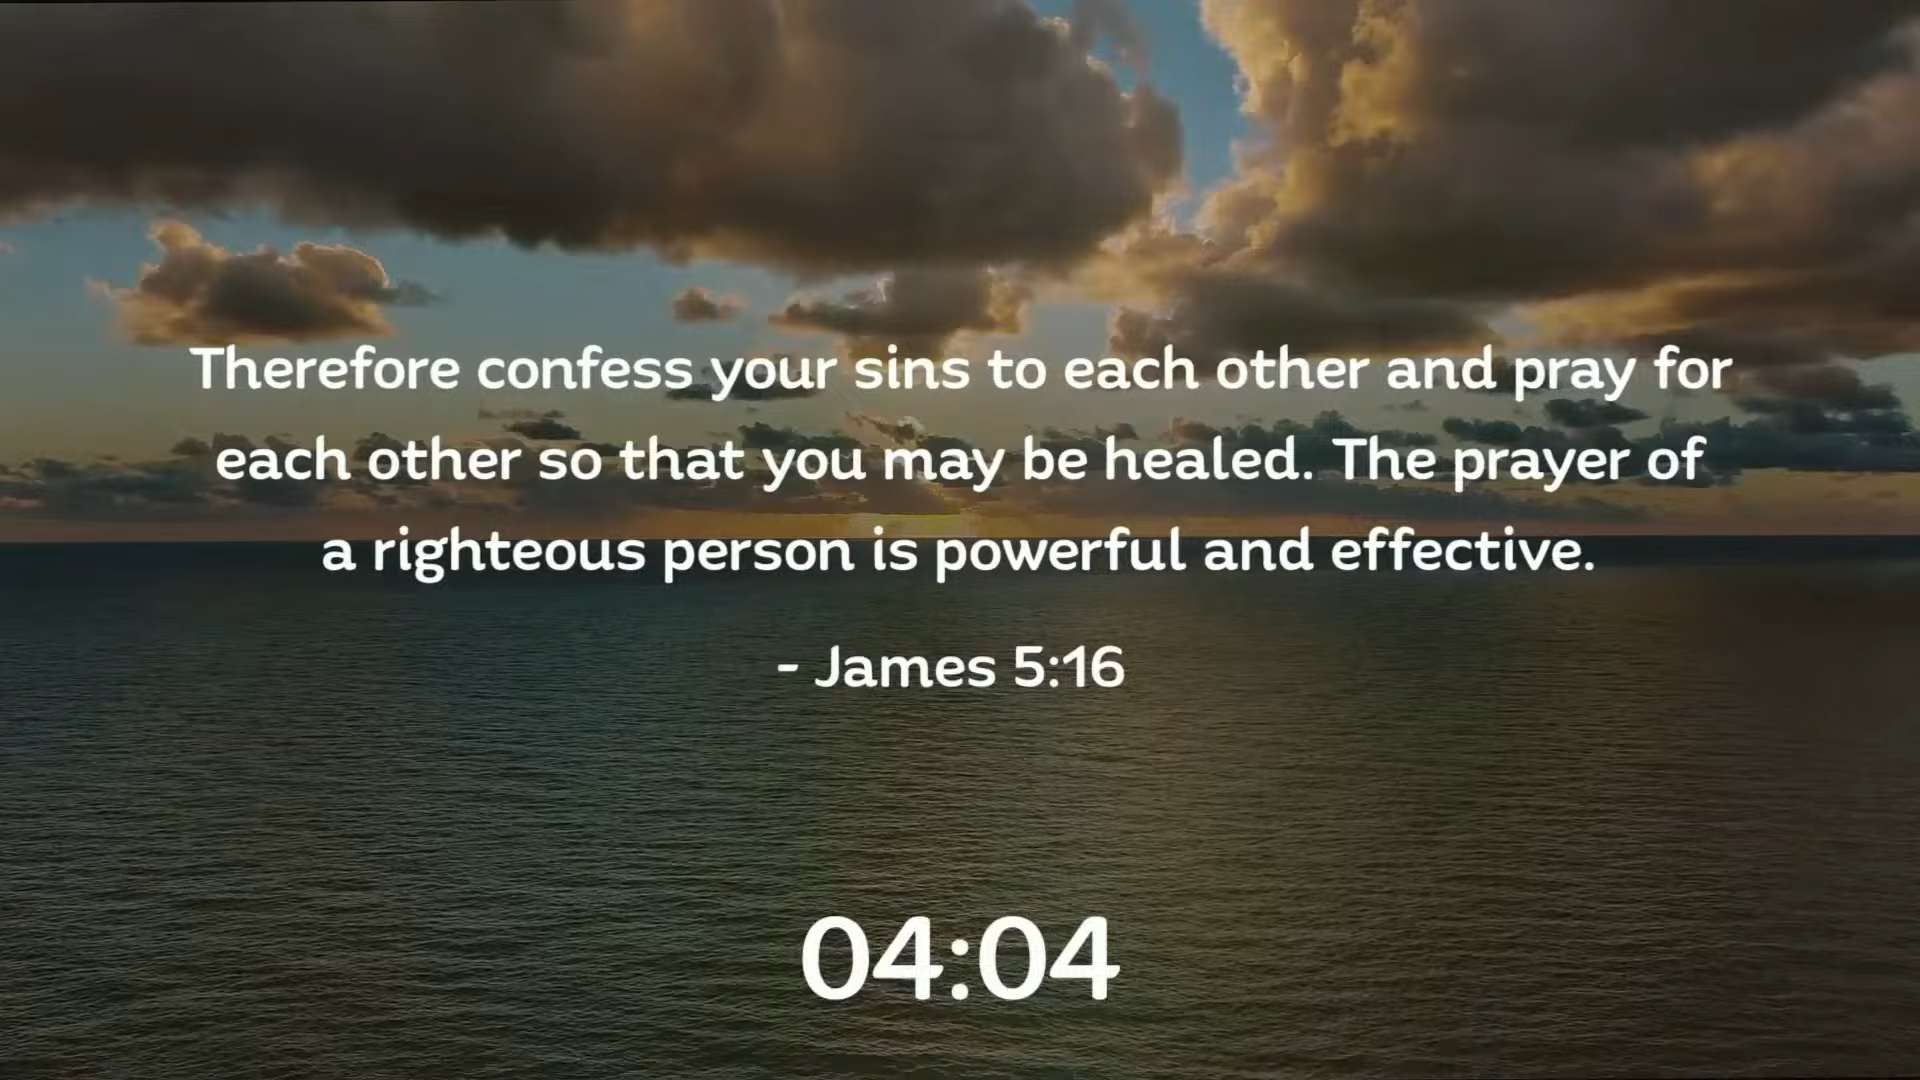 Therefore confess your sins to each other and pray for
each other so that you may be healed. The prayer of
a righteous person is powerful and effective.
- James 5:16
04:04